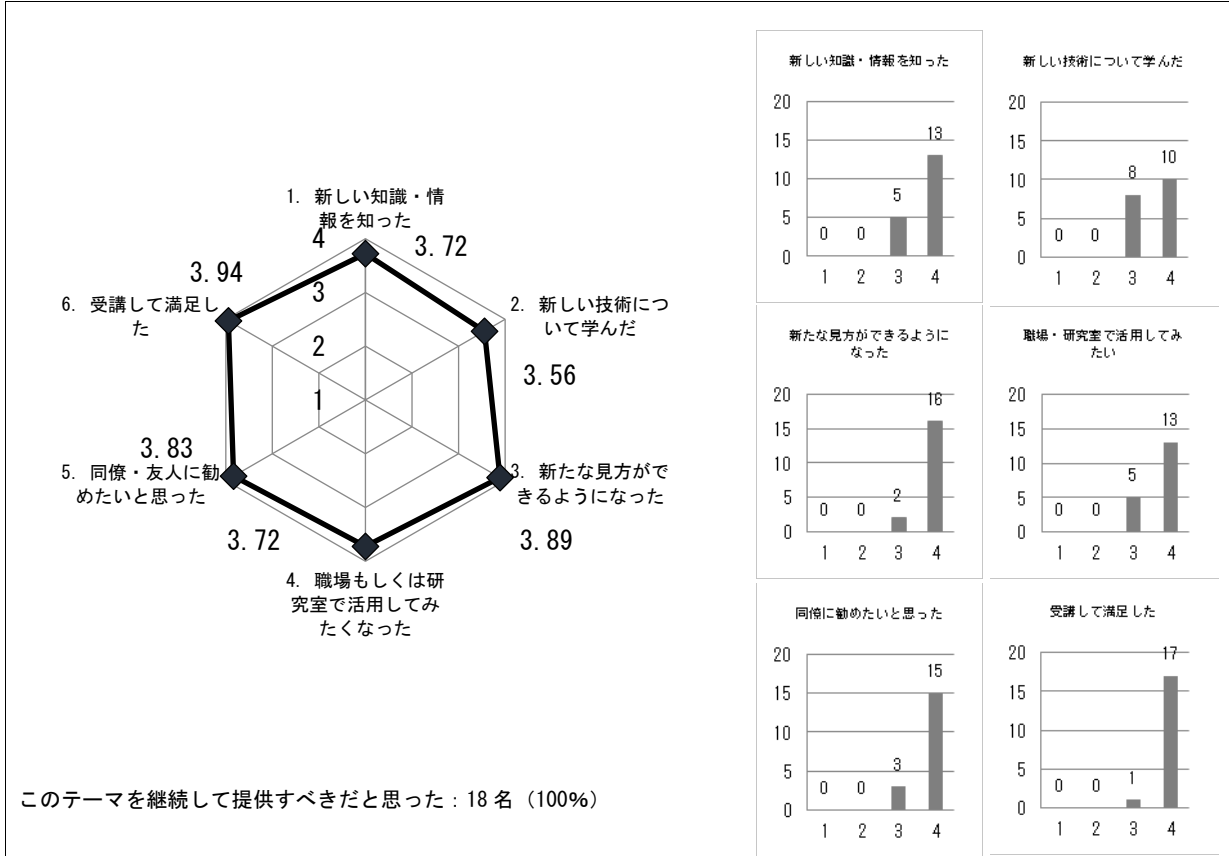 1. 新しい知識・情
報を知った
4
3.72
3.94
6. 受講して満足し
た
3
2. 新しい技術につ
いて学んだ
2
3.56
1
3.83
5. 同僚・友人に勧
めたいと思った
3. 新たな見方がで
きるようになった
3.72
3.89
4. 職場もしくは研
究室で活用してみ
たくなった
このテーマを継続して提供すべきだと思った：18 名（100%）
新しい知識・情報を知った
20
15
10
5
0
0 0 5 13
1 2 3 4
新しい技術について学んだ
20
15
10
5
0
0 0 8 10
1 2 3 4
新たな見方ができるように
なった
20
15
10
5
0
0 0 2 16
1 2 3 4
職場・研究室で活用してみ
たい
20
15
10
5
0
0 0 5 13
1 2 3 4
同僚に勧めたいと思った
20
15
10
5
0
0 0 3 15
1 2 3 4
受講して満足した
20
15
10
5
0
0 0 1 17
1 2 3 4